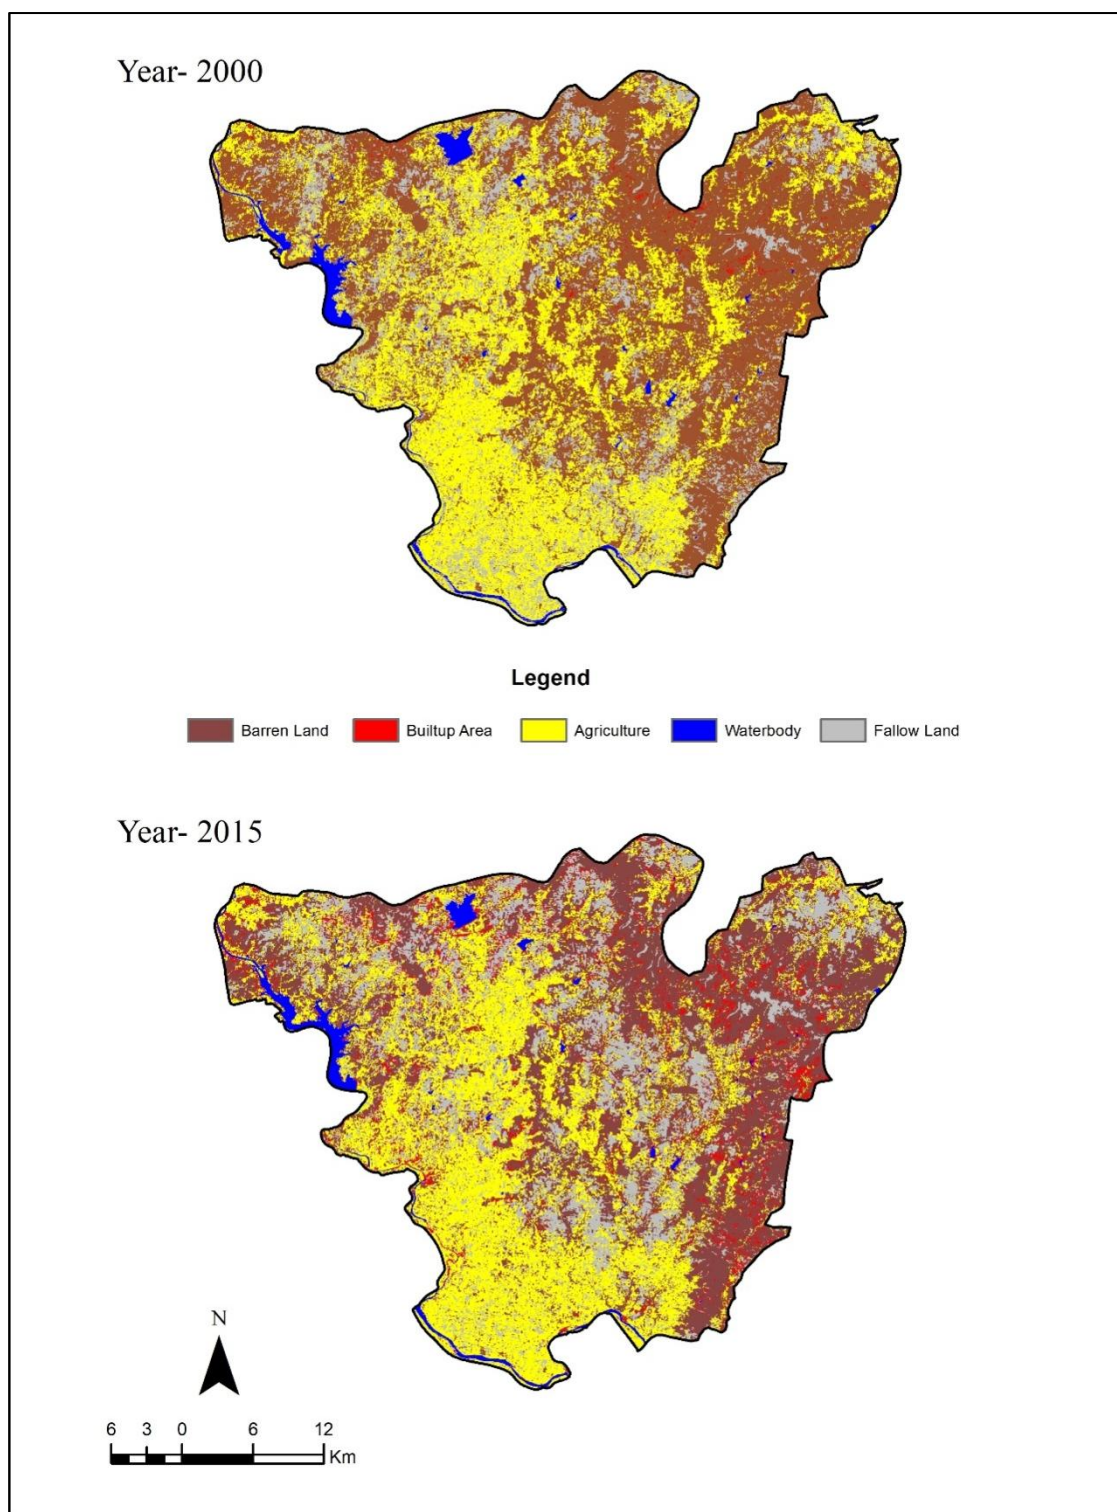 Year- 2000
Legend
Barren Land Builtup Area Agriculture Waterbody Fallow Land
Year- 2015
N
6 3 0 6 12
Km